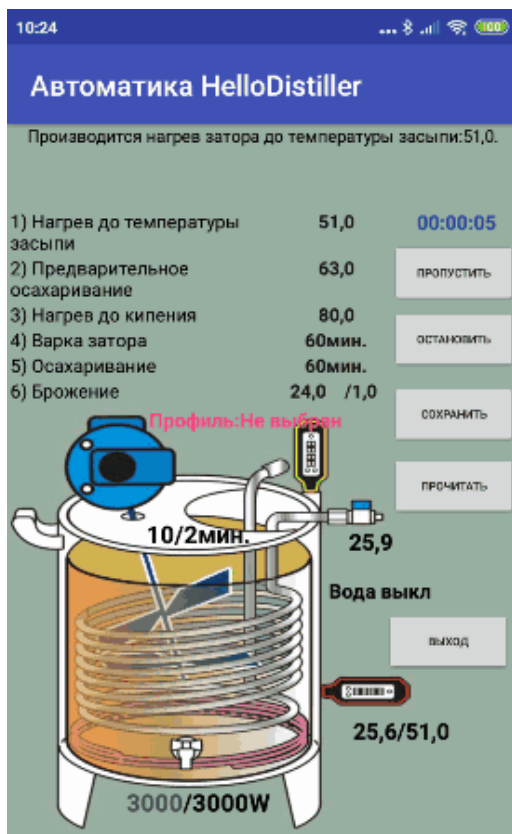 10:24
100
Автоматика HelloDistiller
Производится нагрев затора до температуры засыпи:51,0.
1) Нагрев до температуры засыпи 51,0 00:00:05
2) Предварительное осахаривание 63,0 ПРОПУСТИТЬ
3) Нагрев до кипения 80,0
4) Варка затора 60мин. ОСТАНОВИТЬ
5) Осахаривание 60мин.
6) Брожение 24,0 /1,0
СОХРАНИТЬ
Профиль:Не выбран
ПРОЧИТАТЬ
10/2мин.
25,9
Вода выкл
ВЫХОД
25,6/51,0
3000/3000W